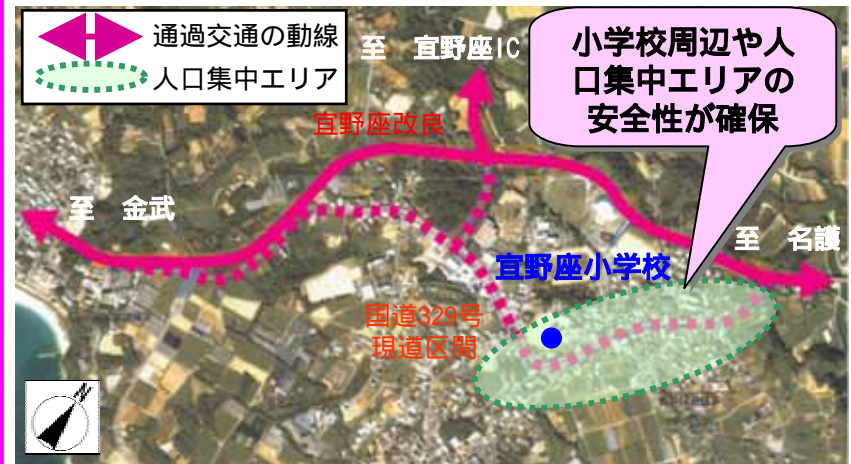 通過交通の動線
人口集中エリア
至 宜野座IC
小学校周辺や人
口集中エリアの
安全性が確保
宜野座改良
至 金武
至 名護
宜野座小学校
国道329号
現道区間
N